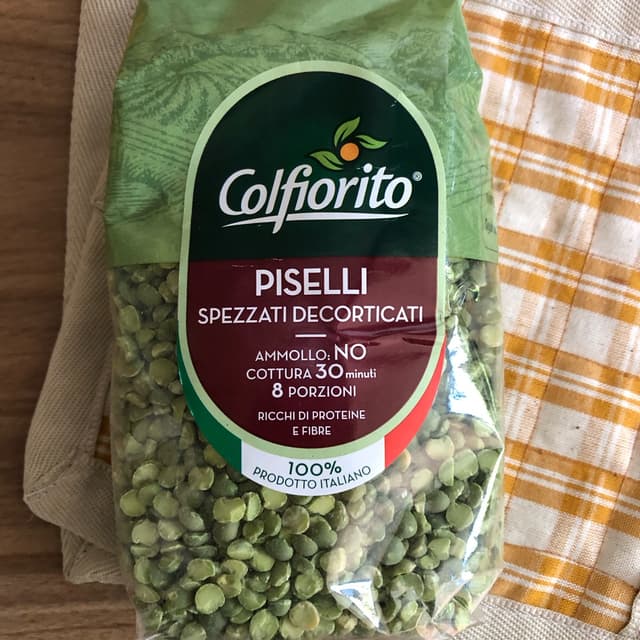 Colfiorito®
PISELLI
SPEZZATI DECORTICATI
AMMOLLO: NO
COTTURA 30 minuti
8 PORZIONI
RICCHI DI PROTEINE
E FIBRE
100%
PRODOTTO ITALIANO